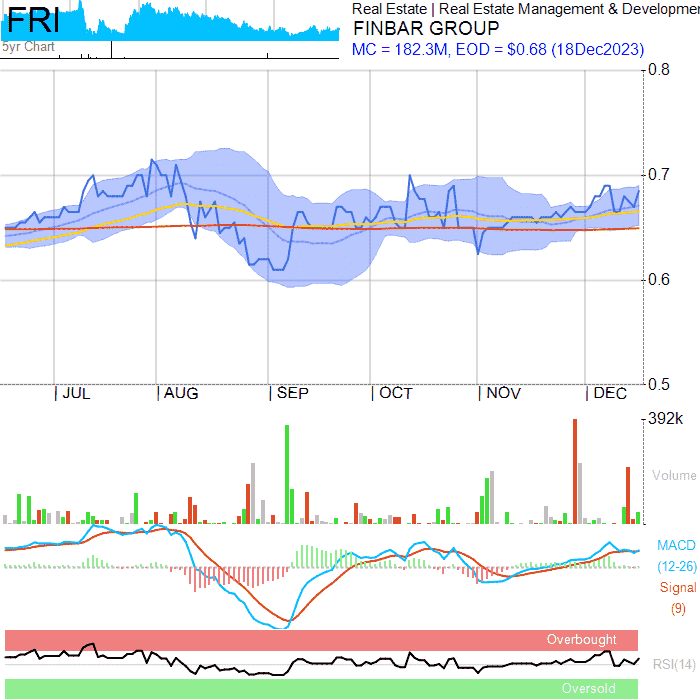 FRI
5yr Chart
Real Estate | Real Estate Management & Developmen
FINBAR GROUP
MC = 182.3M, EOD = $0.68 (18Dec2023)
0.8
0.7
0.6
0.5
JUL AUG SEP OCT NOV DEC
392k
Volume
MACD
(12-26)
Signal
(9)
Overbought
RSI(14)
Oversold